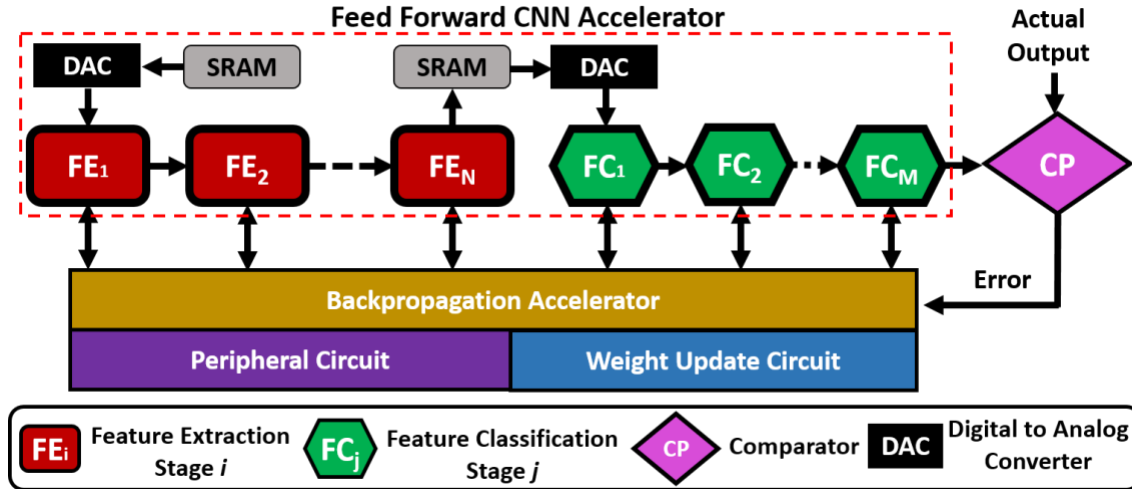 Feed Forward CNN Accelerator
Actual
Output
DAC
SRAM
SRAM
DAC
FE1
FE2
FEN
FC1
FC2
FCM
CP
Error
Backpropagation Accelerator
Peripheral Circuit
Weight Update Circuit
FEi
Feature Extraction
Stage i
FCj
Feature Classification
Stage j
CP
Comparator
DAC
Digital to Analog
Converter